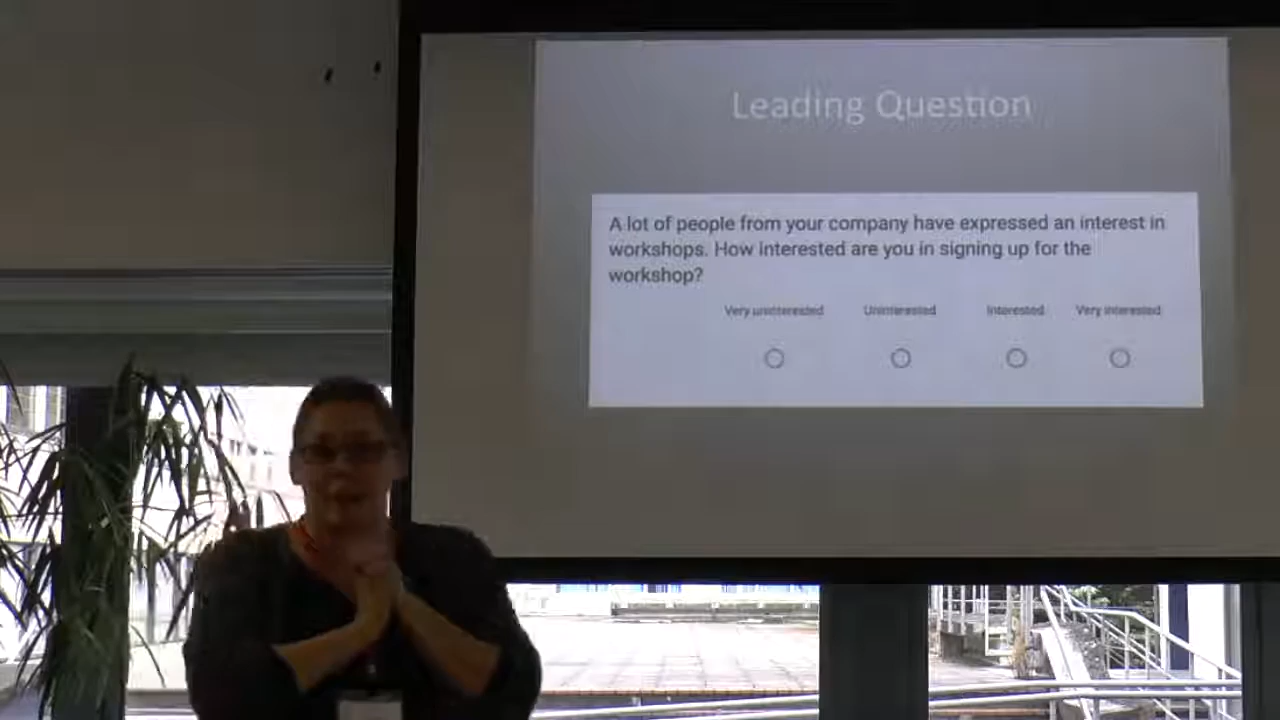 Leading Question
A lot of people from your company have expressed an interest in
workshops. How interested are you in signing up for the
workshop?
Very uninterested Uninterested Interested Very interested